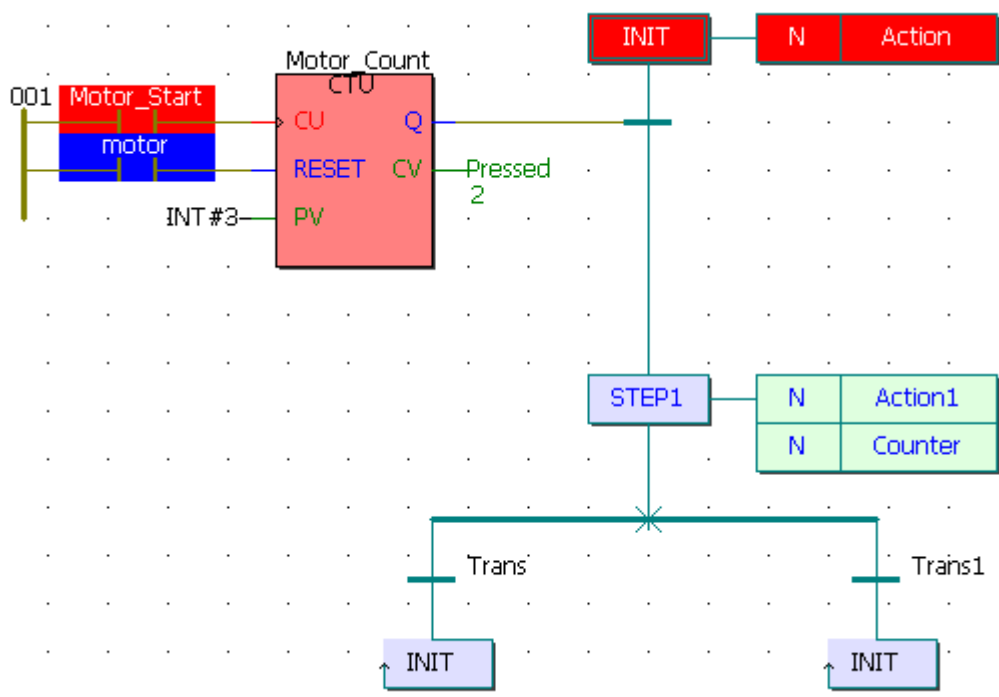 INIT N Action
Motor_Count
CTU
001 Motor_Start
CU Q
motor
RESET CV Pressed
2
INT#3 PV
STEP1 N Action1
N Counter
Trans Trans1
INIT INIT